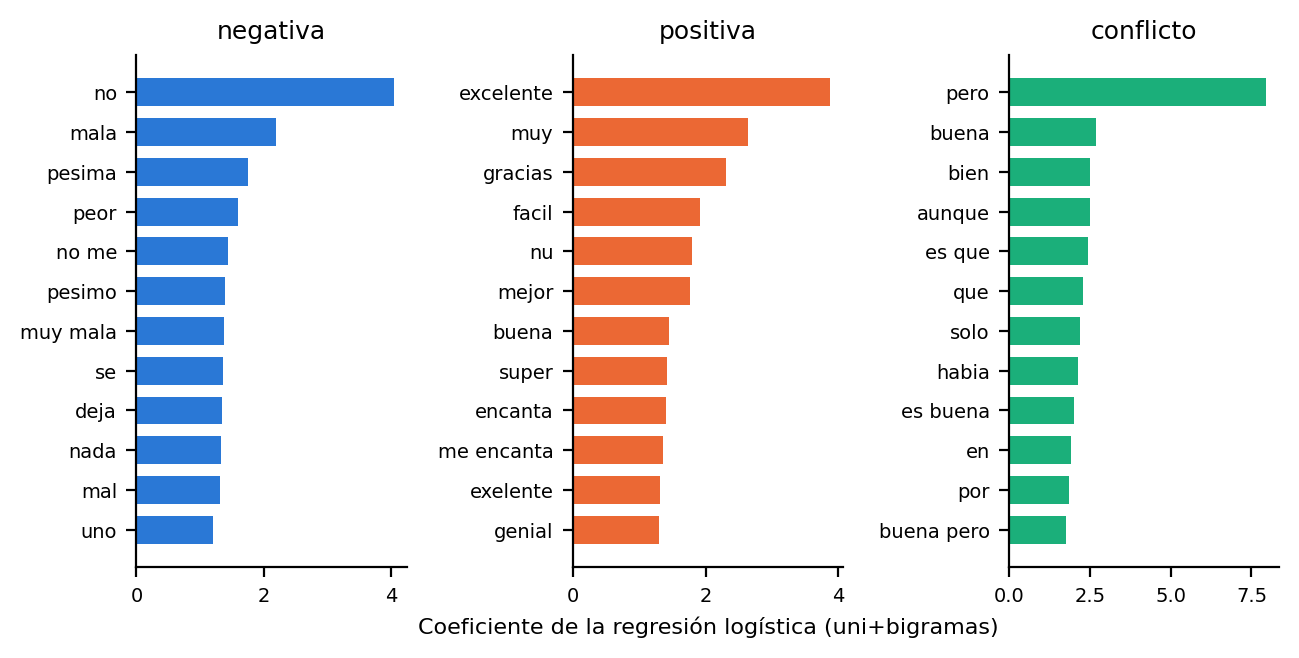 negativa
no
mala
pesima
peor
no me
pesimo
muy mala
se
deja
nada
mal
uno
0 2 4
positiva
excelente
muy
gracias
facil
nu
mejor
buena
super
encanta
me encanta
exelente
genial
0 2 4
conflicto
pero
buena
bien
aunque
es que
que
solo
habia
es buena
en
por
buena pero
0.0 2.5 5.0 7.5
Coeficiente de la regresión logística (uni+bigramas)